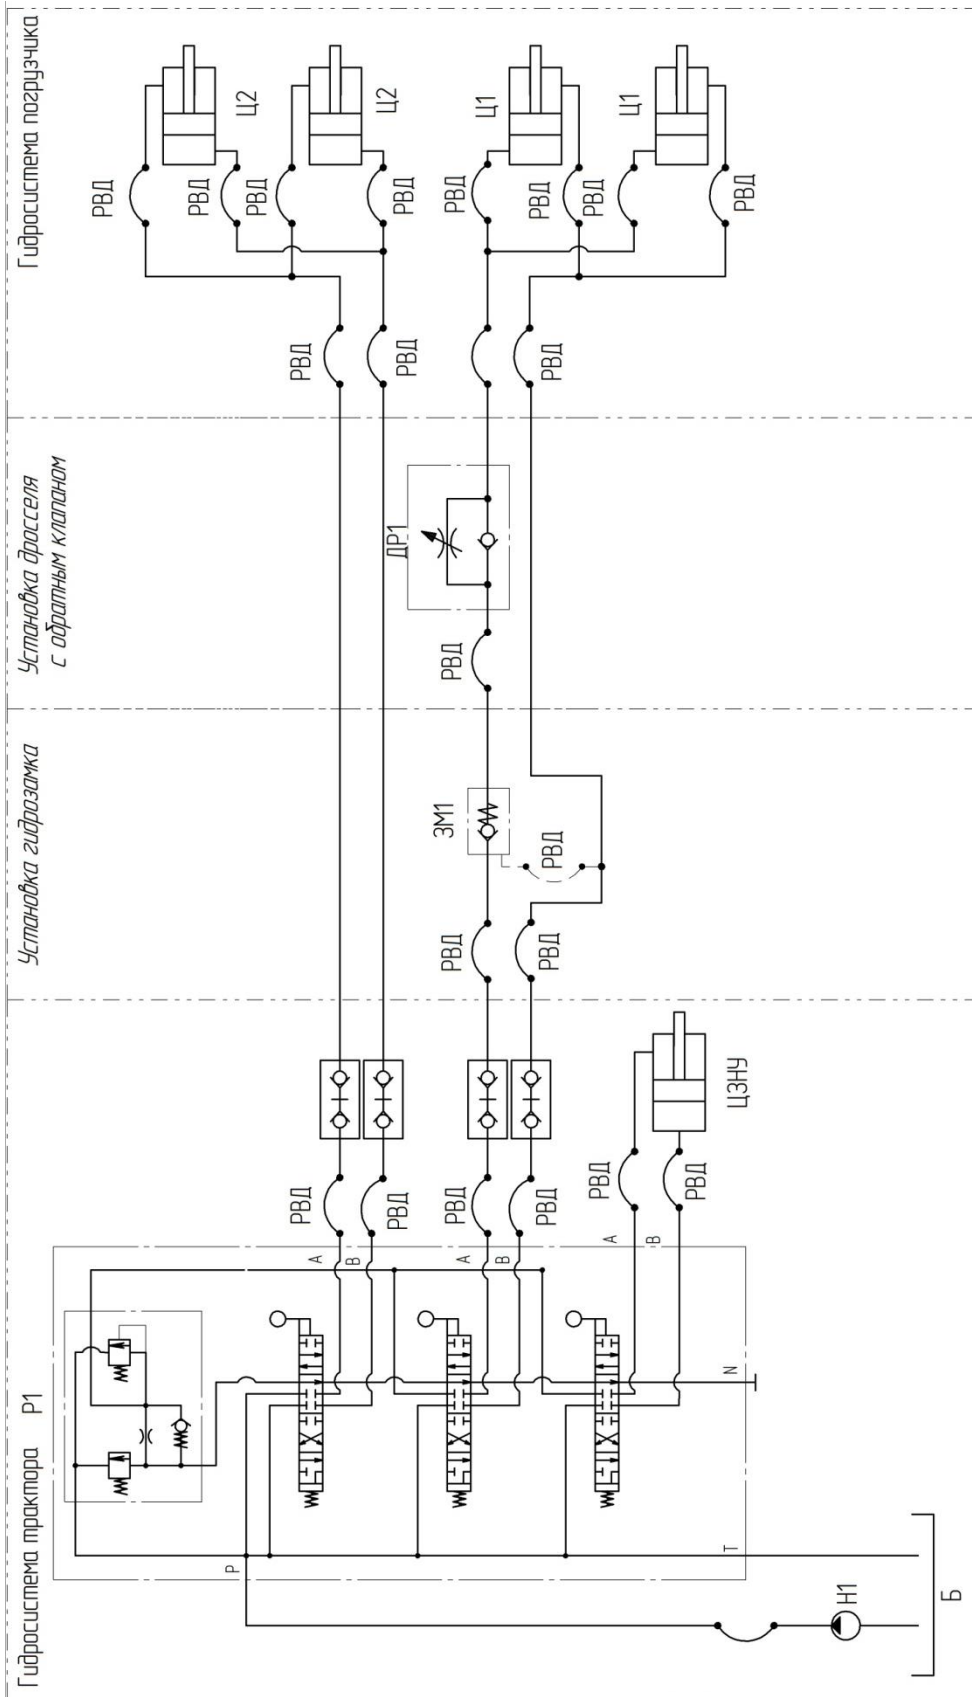 Гидросистема трактора
Р1
Р
А
В
А
В
А
В
N
Т
Н1
Б
РВД
РВД
РВД
РВД
РВД
РВД
ЦЗНУ
Установка гидрозамка
РВД
РВД
ЗМ1
РВД
Установка дросселя
с обратным клапаном
РВД
ДР1
Гидросистема погрузчика
РВД
РВД
РВД
РВД
РВД
РВД
РВД
РВД
РВД
РВД
РВД
Ц2
Ц2
Ц1
Ц1